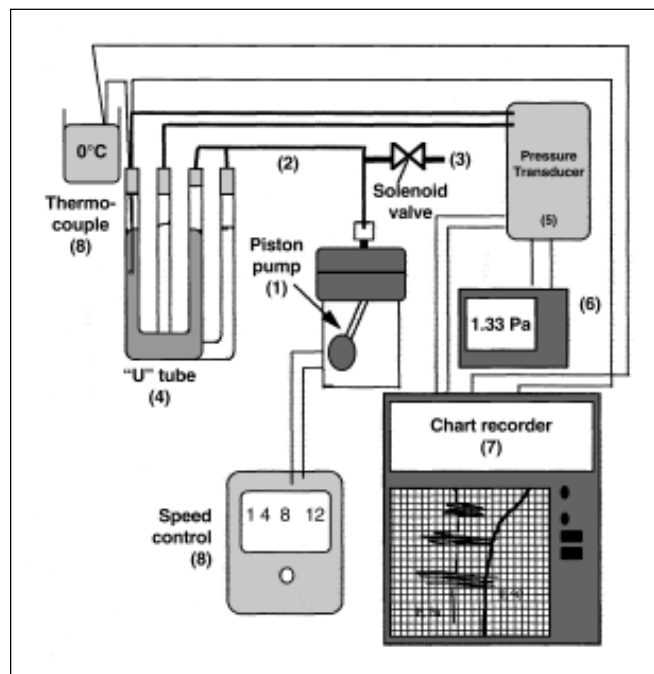 0°C
Thermo-
couple
(8)
(2)
(3)
Solenoid
valve
Pressure
Transducer
(5)
Piston
pump
(1)
(6)
1.33 Pa
"U" tube
(4)
Chart recorder
(7)
Speed
control
(8)
1 4 8 12